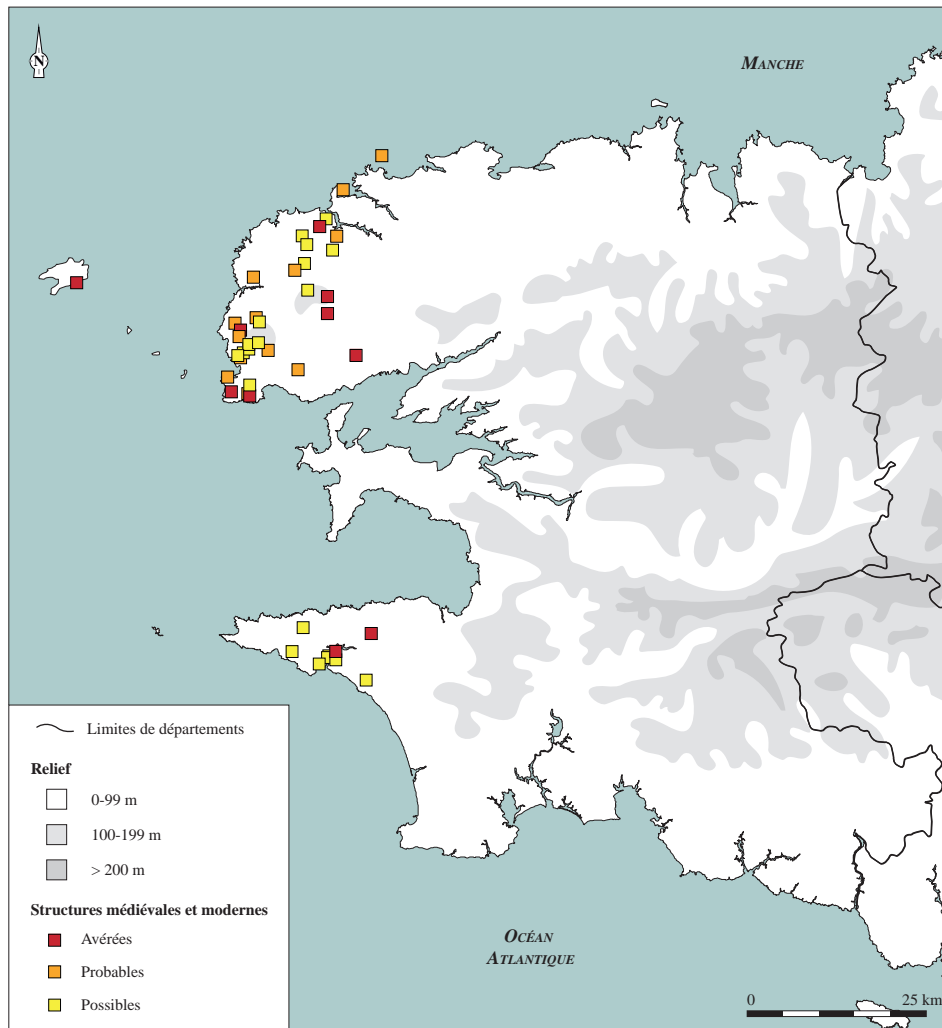 N
MANCHE
Limites de départements
Relief
0-99 m
100-199 m
> 200 m
Structures médiévales et modernes
Avérées
Probables
Possibles
OCÉAN
ATLANTIQUE
0 25 km